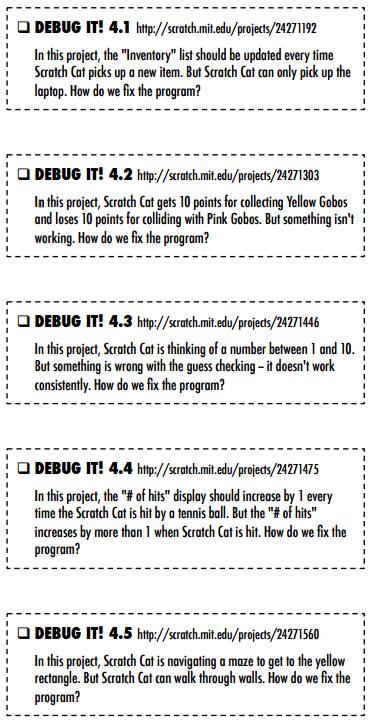 ❑ DEBUG IT! 4.1 http://scratch.mit.edu/projects/24271192
In this project, the "Inventory" list should be updated every time
Scratch Cat picks up a new item. But Scratch Cat can only pick up the
laptop. How do we fix the program?
❑ DEBUG IT! 4.2 http://scratch.mit.edu/projects/24271303
In this project, Scratch Cat gets 10 points for collecting Yellow Gobos
and loses 10 points for colliding with Pink Gobos. But something isn't
working. How do we fix the program?
❑ DEBUG IT! 4.3 http://scratch.mit.edu/projects/24271446
In this project, Scratch Cat is thinking of a number between 1 and 10.
But something is wrong with the guess checking – it doesn't work
consistently. How do we fix the program?
❑ DEBUG IT! 4.4 http://scratch.mit.edu/projects/24271475
In this project, the "# of hits" display should increase by 1 every
time the Scratch Cat is hit by a tennis ball. But the "# of hits"
increases by more than 1 when Scratch Cat is hit. How do we fix the
program?
❑ DEBUG IT! 4.5 http://scratch.mit.edu/projects/24271560
In this project, Scratch Cat is navigating a maze to get to the yellow
rectangle. But Scratch Cat can walk through walls. How do we fix the
program?